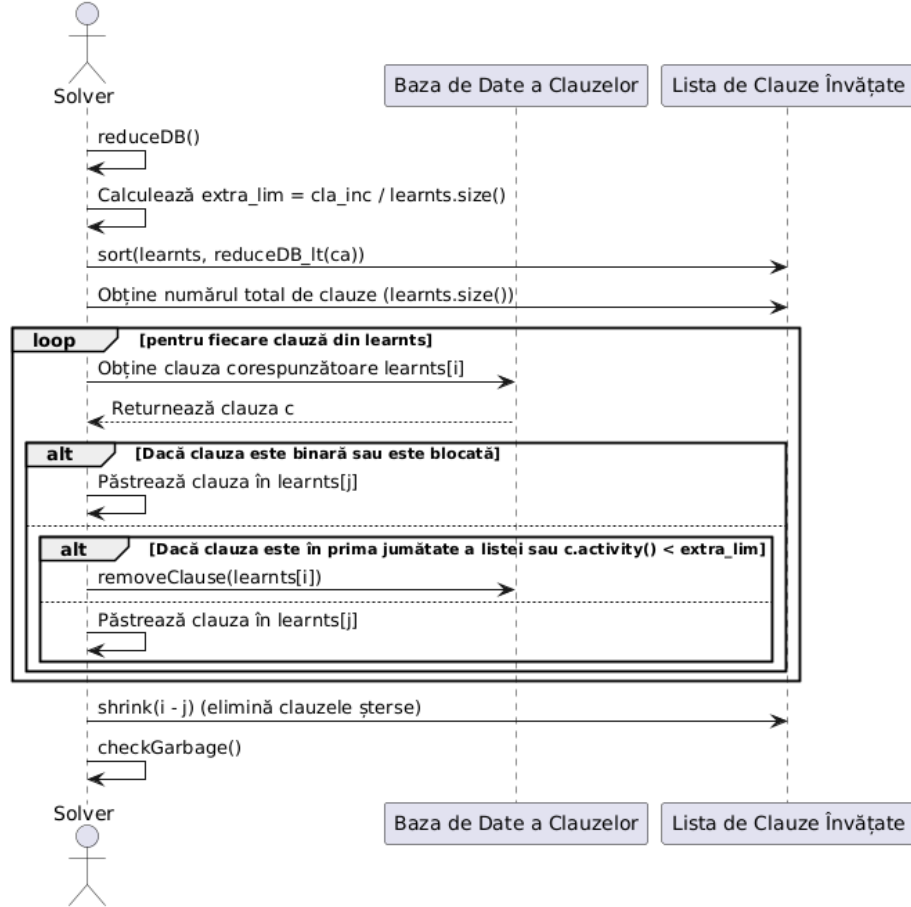 Solver
Baza de Date a Clauzelor
Lista de Clauze Învățate
reduceDB()
Calculează extra_lim = cla_inc / learnts.size()
sort(learnts, reduceDB_lt(ca))
Obține numărul total de clauze (learnts.size())
loop [pentru fiecare clauză din learnts]
Obține clauza corespunzătoare learnts[i]
Returnează clauza c
alt [Dacă clauza este binară sau este blocată]
Păstrează clauza în learnts[j]
alt [Dacă clauza este în prima jumătate a listei sau c.activity() < extra_lim]
removeClause(learnts[i])
Păstrează clauza în learnts[j]
shrink(i - j) (elimină clauzele șterse)
checkGarbage()
Solver
Baza de Date a Clauzelor
Lista de Clauze Învățate